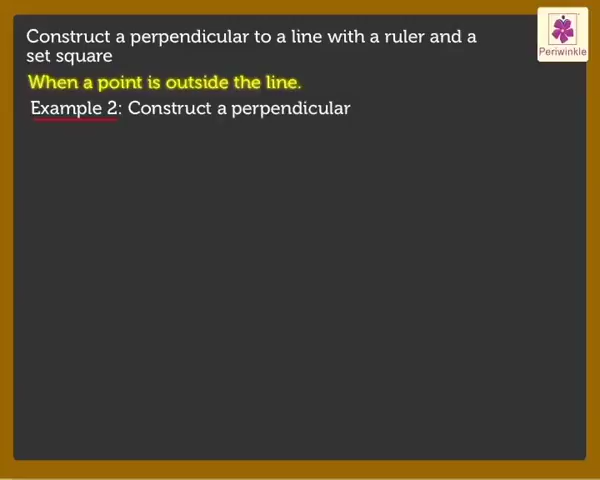 Construct a perpendicular to a line with a ruler and a
set square
When a point is outside the line.
Example 2: Construct a perpendicular
Periwinkle